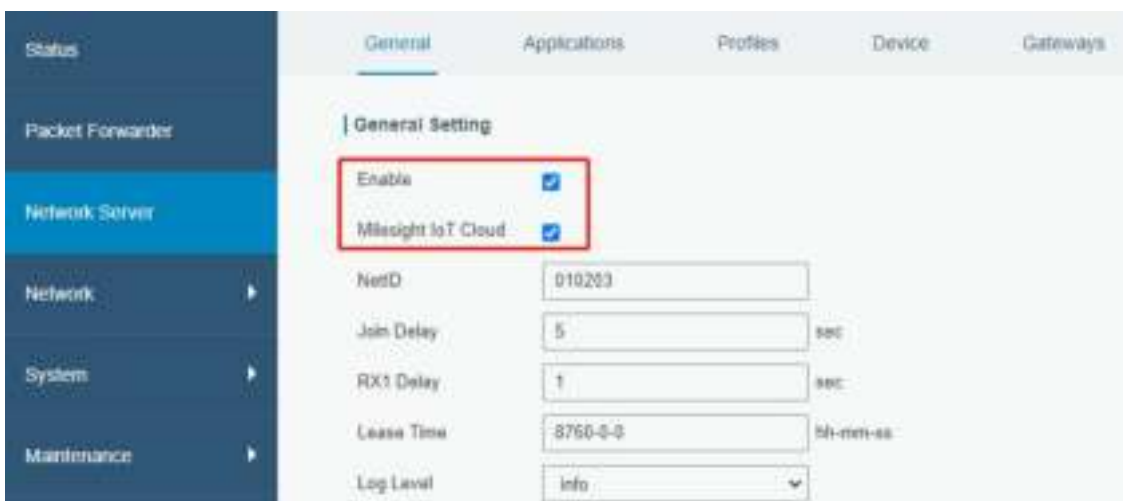 Status
Packet Forwarder
Network Server
Network
System
Maintenance
General Applications Profiles Device Gateways
General Setting
Enable
Milesight IoT Cloud
NetID 010203
Join Delay 5 sec
RX1 Delay 1 sec
Lease Time 8760-0-0 hh-mm-ss
Log Level info